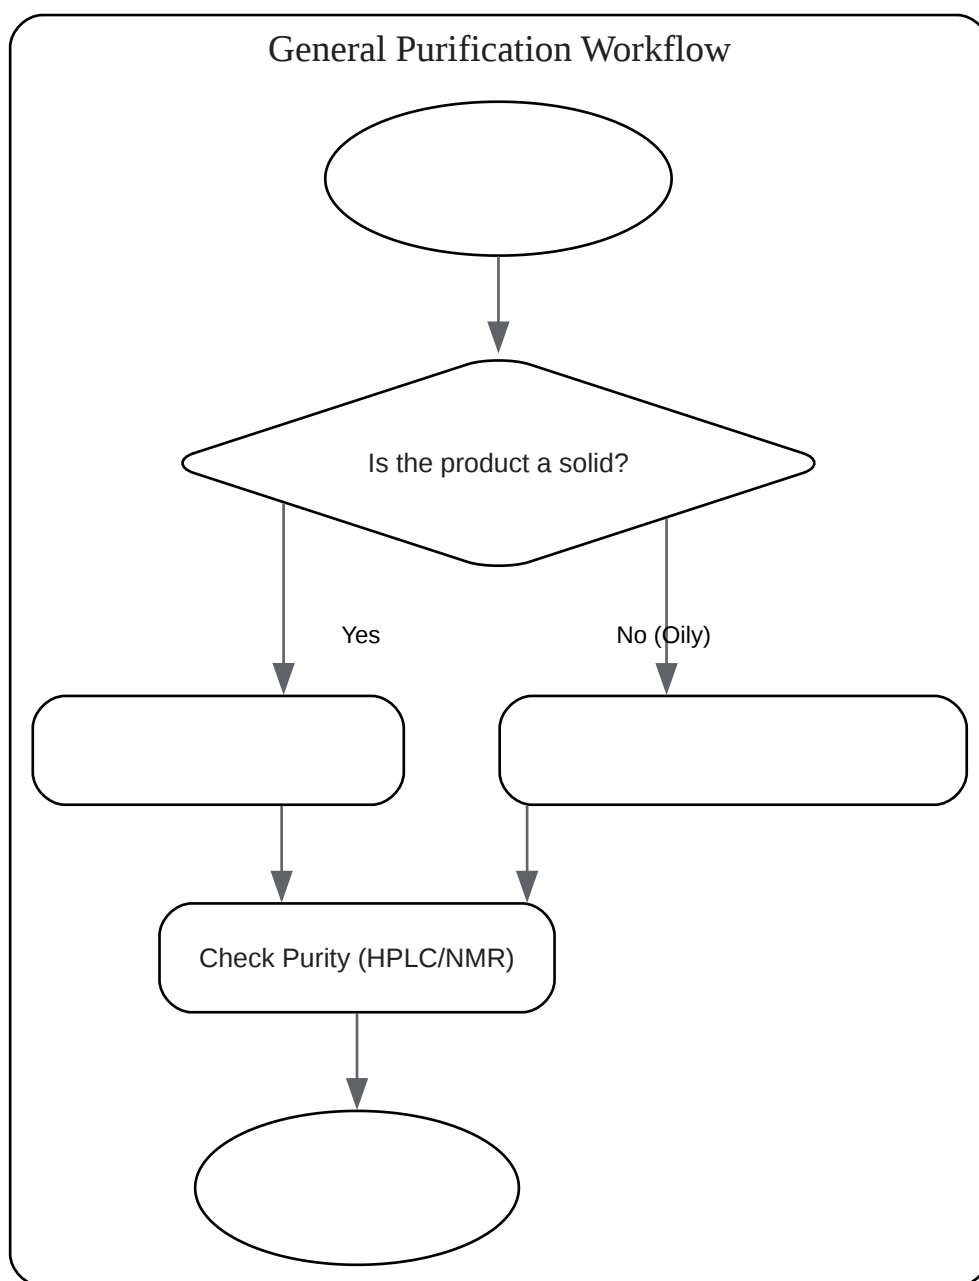 General Purification Workflow
Is the product a solid?
Yes
No (Oily)
Check Purity (HPLC/NMR)